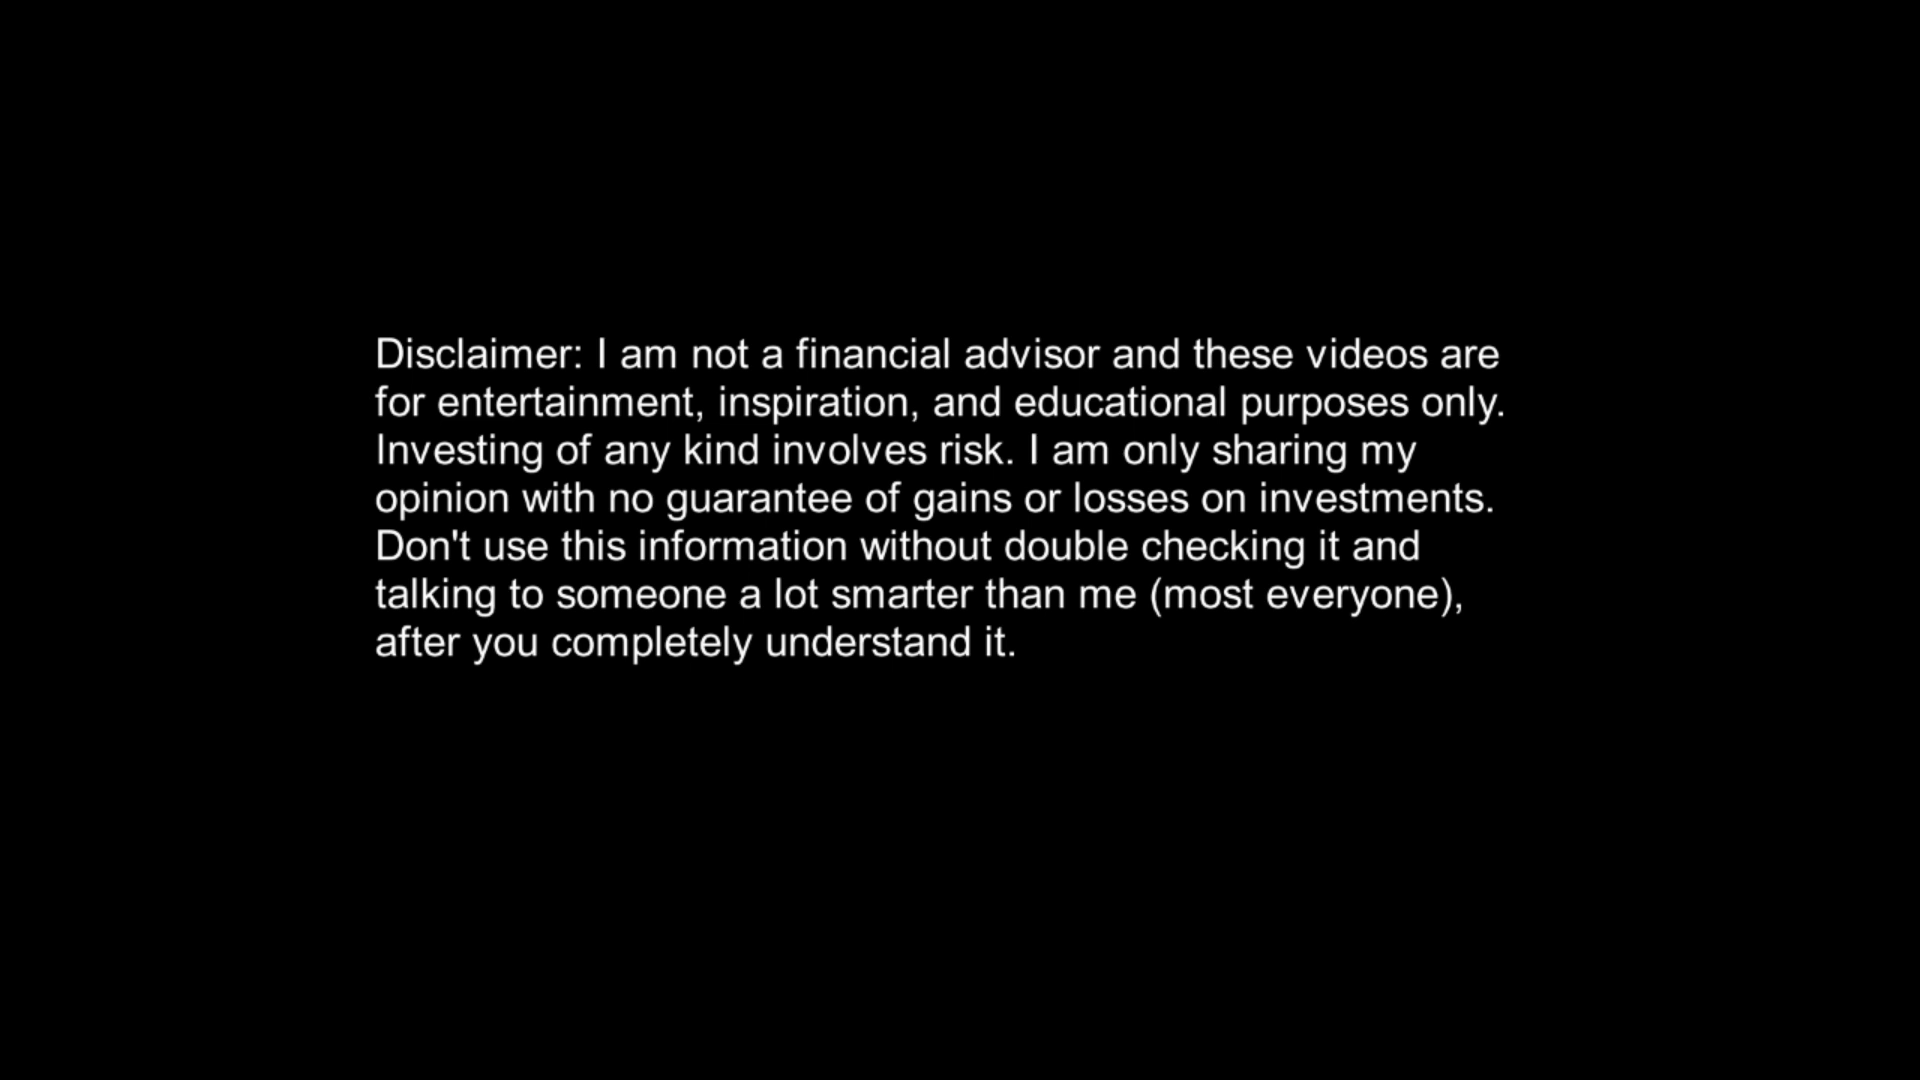 Disclaimer: I am not a financial advisor and these videos are
for entertainment, inspiration, and educational purposes only.
Investing of any kind involves risk. I am only sharing my
opinion with no guarantee of gains or losses on investments.
Don't use this information without double checking it and
talking to someone a lot smarter than me (most everyone),
after you completely understand it.